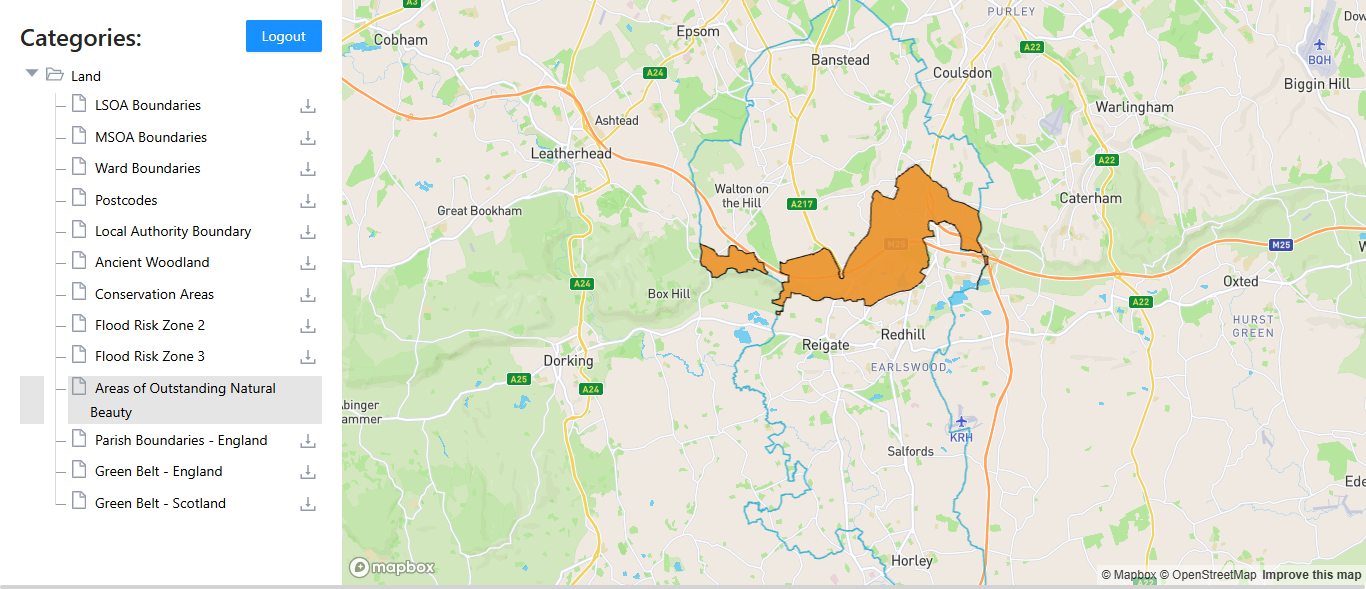 Categories:
Logout
Land
LSOA Boundaries
MSOA Boundaries
Ward Boundaries
Postcodes
Local Authority Boundary
Ancient Woodland
Conservation Areas
Flood Risk Zone 2
Flood Risk Zone 3
Areas of Outstanding Natural
Beauty
Parish Boundaries - England
Green Belt - England
Green Belt - Scotland
A3
PURLEY
Cobham
Epsom
A22
Banstead
BQH
A24
Coulsdon
Biggin Hill
Warlingham
Ashtead
Leatherhead
A22
Walton on
the Hill
Caterham
A217
Great Bookham
M25
M25
A24
Oxted
Box Hill
A22
HURST
GREEN
Redhill
Reigate
Dorking
EARLSWOOD
A25
A24
KRH
Salfords
Horley
mapbox
© Mapbox © OpenStreetMap Improve this map